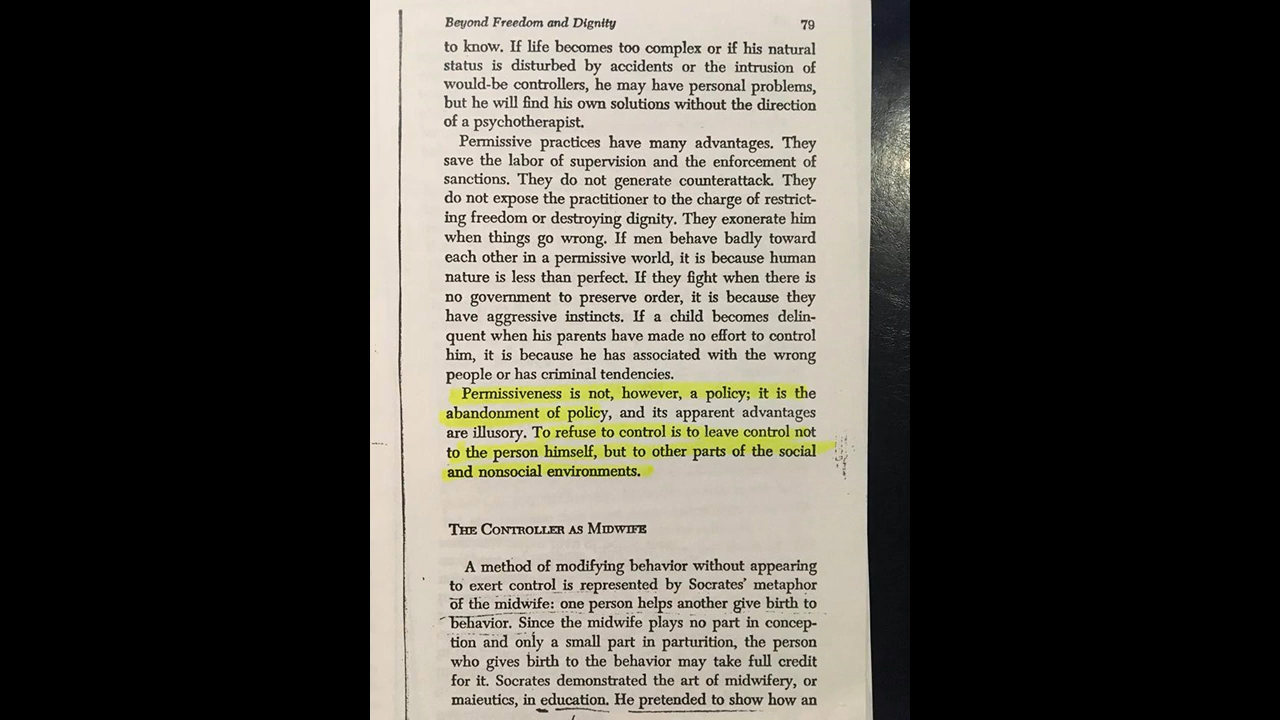 Beyond Freedom and Dignity 79
to know. If life becomes too complex or if his natural
status is disturbed by accidents or the intrusion of
would-be controllers, he may have personal problems,
but he will find his own solutions without the direction
of a psychotherapist.
Permissive practices have many advantages. They
save the labor of supervision and the enforcement of
sanctions. They do not generate counterattack. They
do not expose the practitioner to the charge of restrict-
ing freedom or destroying dignity. They exonerate him
when things go wrong. If men behave badly toward
each other in a permissive world, it is because human
nature is less than perfect. If they fight when there is
no government to preserve order, it is because they
have aggressive instincts. If a child becomes delin-
quent when his parents have made no effort to control
him, it is because he has associated with the wrong
people or has criminal tendencies.
Permissiveness is not, however, a policy; it is the
abandonment of policy, and its apparent advantages
are illusory. To refuse to control is to leave control not
to the person himself, but to other parts of the social
and nonsocial environments.
THE CONTROLLER AS MIDWIFE
A method of modifying behavior without appearing
to exert control is represented by Socrates' metaphor
of the midwife: one person helps another give birth to
behavior. Since the midwife plays no part in concep-
tion and only a small part in parturition, the person
who gives birth to the behavior may take full credit
for it. Socrates demonstrated the art of midwifery, or
maieutics, in education. He pretended to show how an